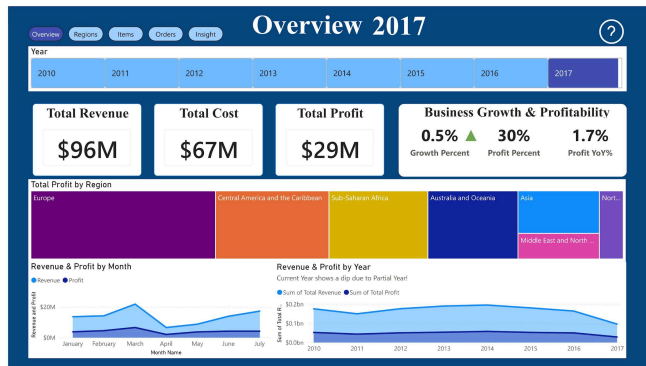 Overview 2017
Overview Regions Items Orders Insight
?
Year
2010 2011 2012 2013 2014 2015 2016 2017
Total Revenue
$96M
Total Cost
$67M
Total Profit
$29M
Business Growth & Profitability
0.5% 30% 1.7%
Growth Percent Profit Percent Profit YoY%
Total Profit by Region
Europe
Central America and the Caribbean
Sub-Saharan Africa
Australia and Oceania
Asia
Nort...
Middle East and North ...
Revenue & Profit by Month
Revenue Profit
Revenue and Profit
$20M
$0M
January February March April May June July
Month Name
Revenue & Profit by Year
Current Year shows a dip due to Partial Year!
Sum of Total Revenue Sum of Total Profit
Sum of Total R...
$0.2bn
$0.1bn
$0.0bn
2010 2011 2012 2013 2014 2015 2016 2017